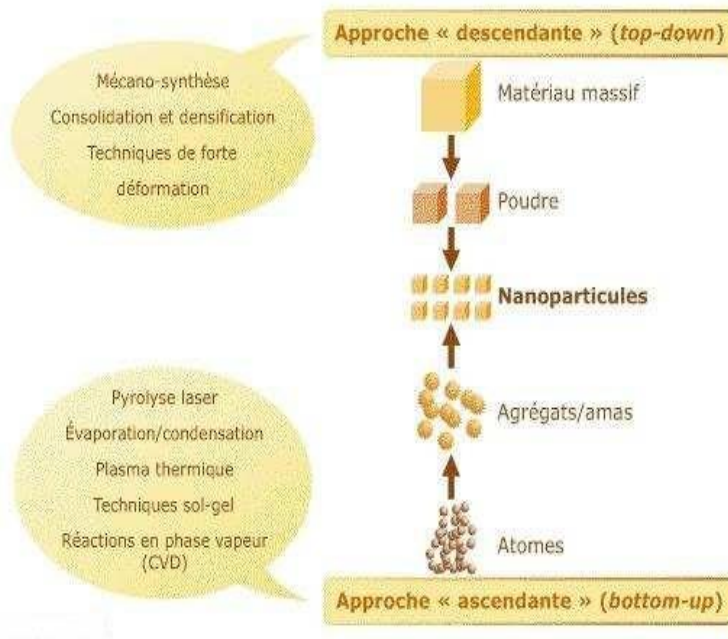 Approche « descendante » (top-down)
Mécano-synthèse
Consolidation et densification
Techniques de forte
déformation
Matériau massif
Poudre
Nanoparticules
Agrégats/amas
Atomes
Pyrolyse laser
Évaporation/condensation
Plasma thermique
Techniques sol-gel
Réactions en phase vapeur
(CVD)
Approche « ascendante » (bottom-up)